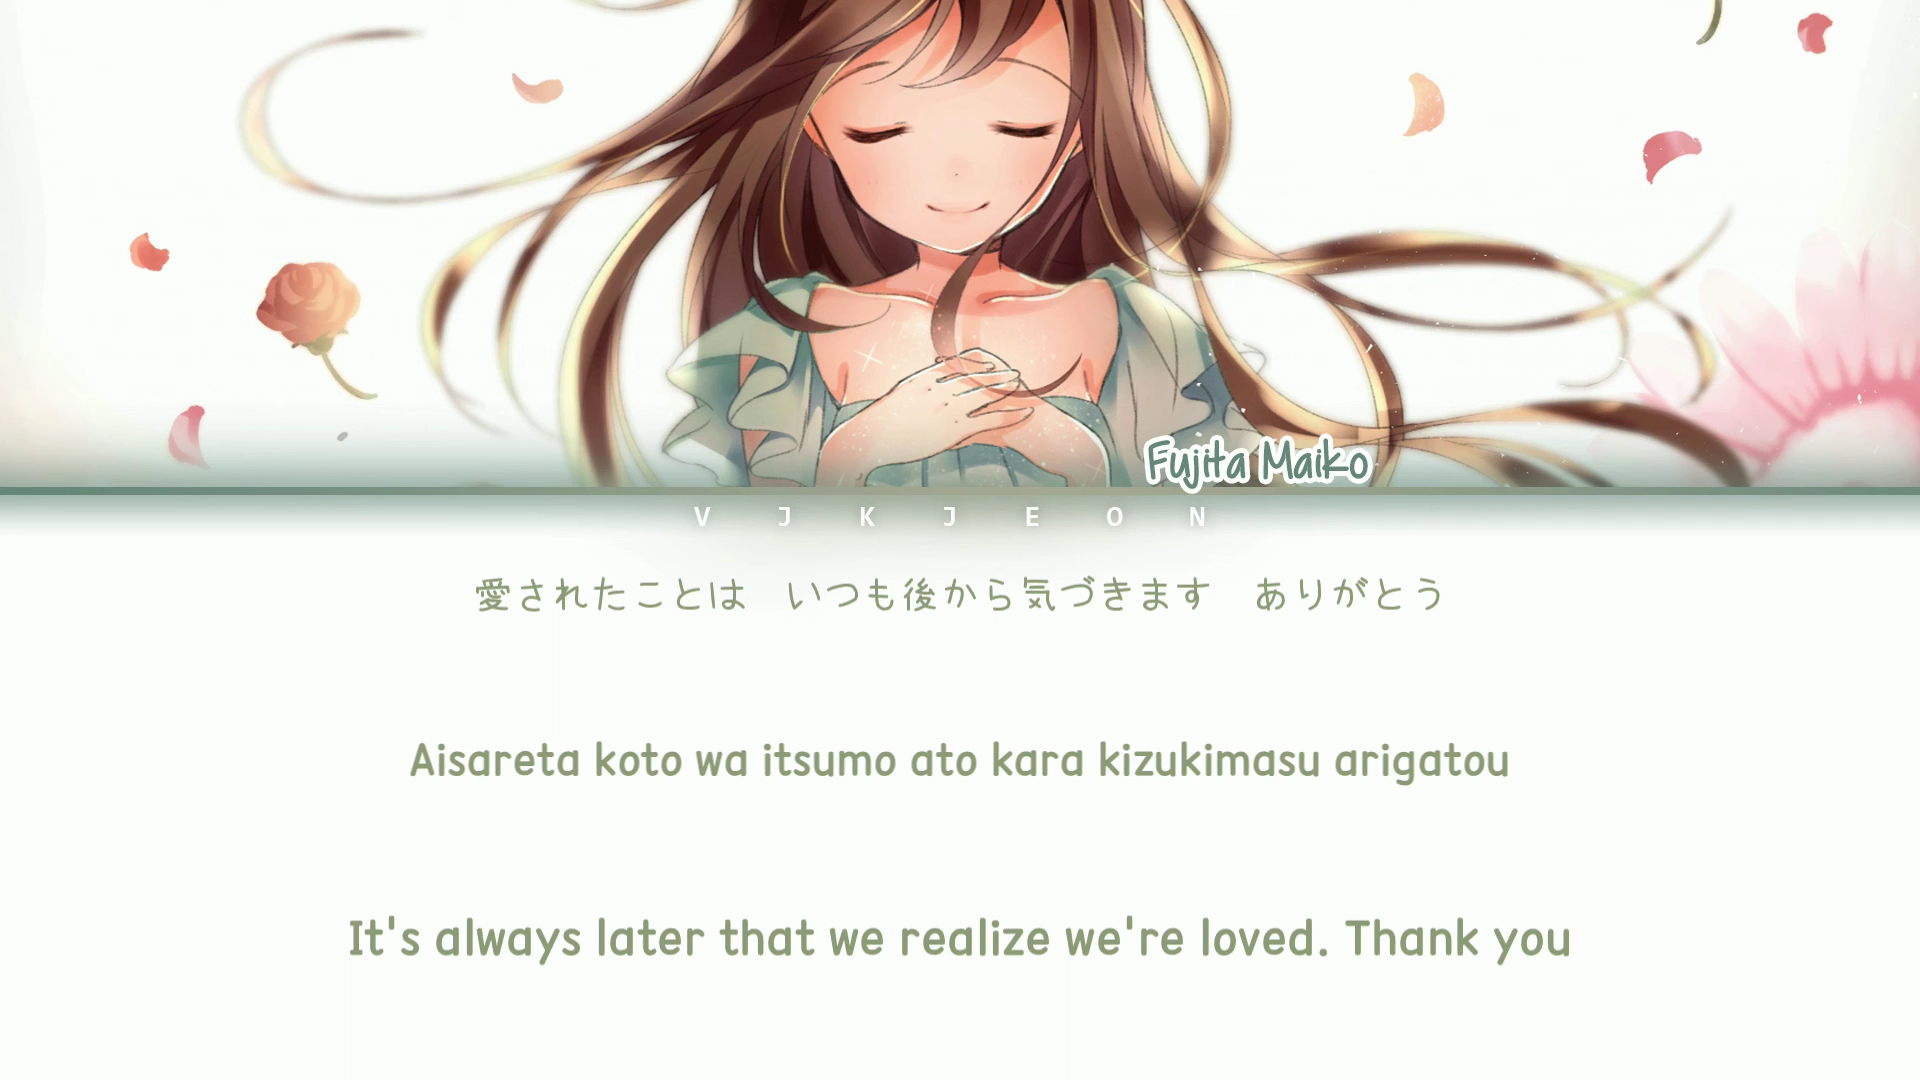 Fujita Maiko
V J K J E O N
愛されたことは　いつも後から気づきます　ありがとう
Aisareta koto wa itsumo ato kara kizukimasu arigatou
It's always later that we realize we're loved. Thank you